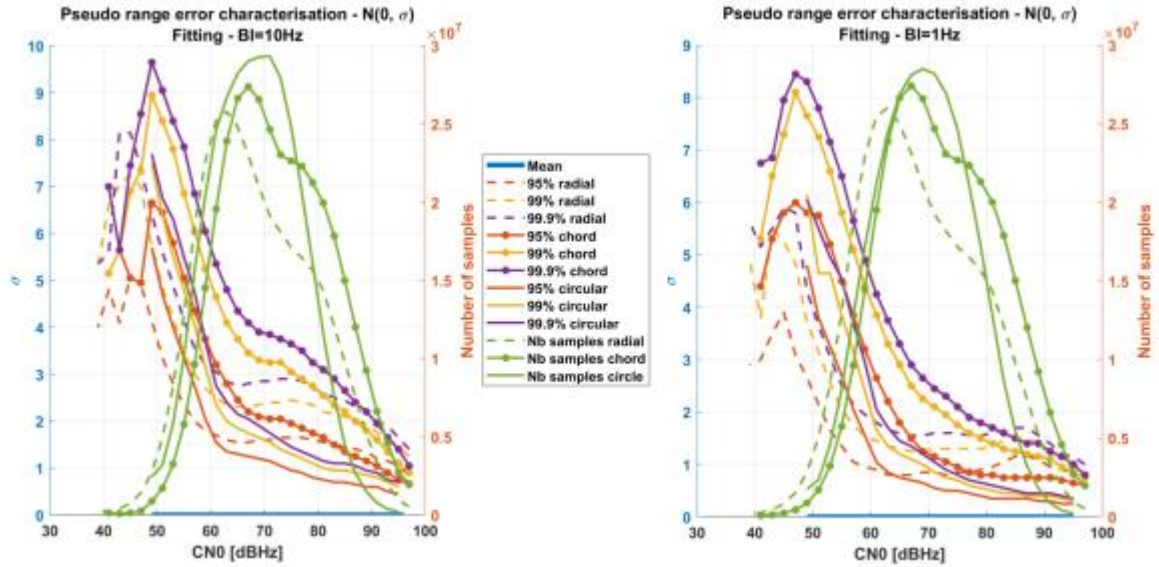 Pseudo range error characterisation - N(0, σ)
Fitting - Bl=10Hz
×10⁷
10
9
8
7
6
5
4
3
2
1
0
σ
3
2.5
2
1.5
1
0.5
0
Number of samples
30 40 50 60 70 80 90 100
CN0 [dBHz]
Mean
95% radial
99% radial
99.9% radial
95% chord
99% chord
99.9% chord
95% circular
99% circular
99.9% circular
Nb samples radial
Nb samples chord
Nb samples circle
Pseudo range error characterisation - N(0, σ)
Fitting - Bl=1Hz
×10⁷
9
8
7
6
5
4
3
2
1
0
σ
3
2.5
2
1.5
1
0.5
0
Number of samples
30 40 50 60 70 80 90 100
CN0 [dBHz]